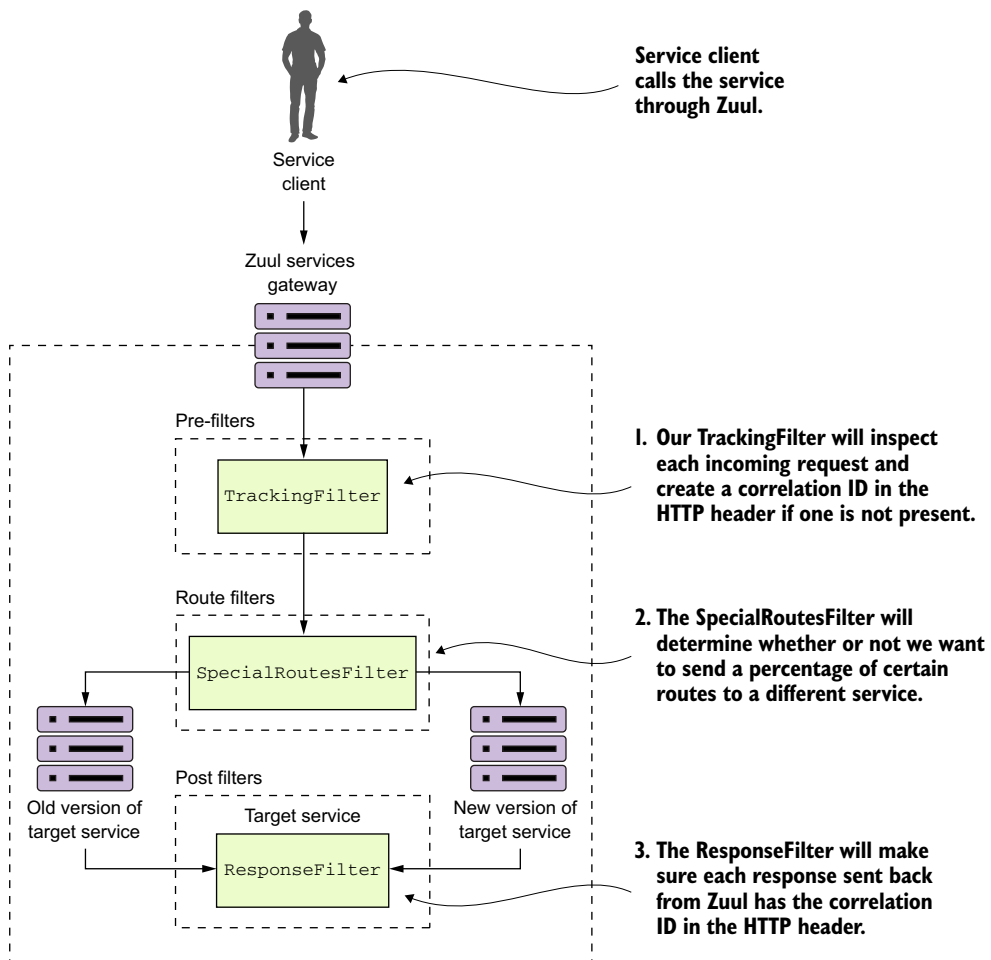 Service client
calls the service
through Zuul.
Service
client
Zuul services
gateway
Pre-filters
TrackingFilter
1. Our TrackingFilter will inspect
each incoming request and
create a correlation ID in the
HTTP header if one is not present.
Route filters
SpecialRoutesFilter
2. The SpecialRoutesFilter will
determine whether or not we want
to send a percentage of certain
routes to a different service.
Old version of
target service
New version of
target service
Post filters
Target service
ResponseFilter
3. The ResponseFilter will make
sure each response sent back
from Zuul has the correlation
ID in the HTTP header.